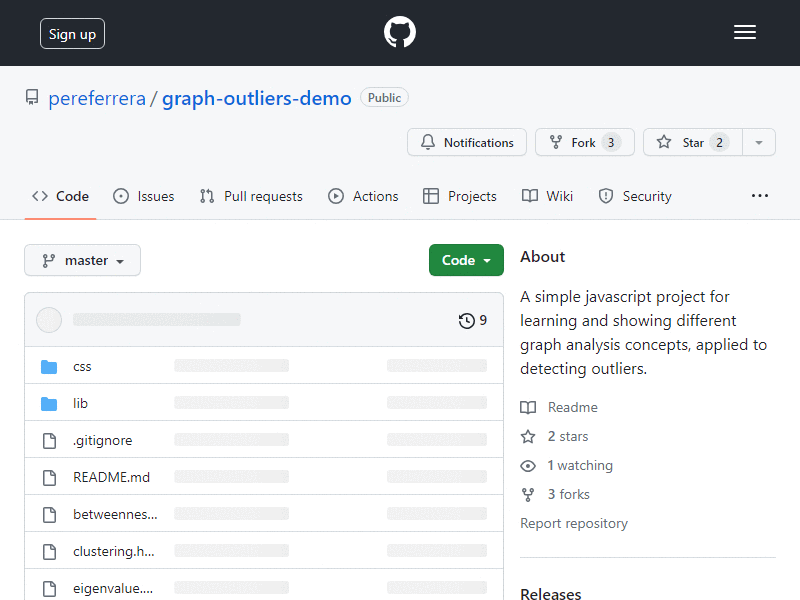 Sign up
pereferrera / graph-outliers-demo Public
Notifications Fork 3 Star 2
Code Issues Pull requests Actions Projects Wiki Security
master Code
9
css
lib
.gitignore
README.md
betweennes...
clustering.h...
eigenvalue....
About
A simple javascript project for
learning and showing different
graph analysis concepts, applied to
detecting outliers.
Readme
2 stars
1 watching
3 forks
Report repository
Releases